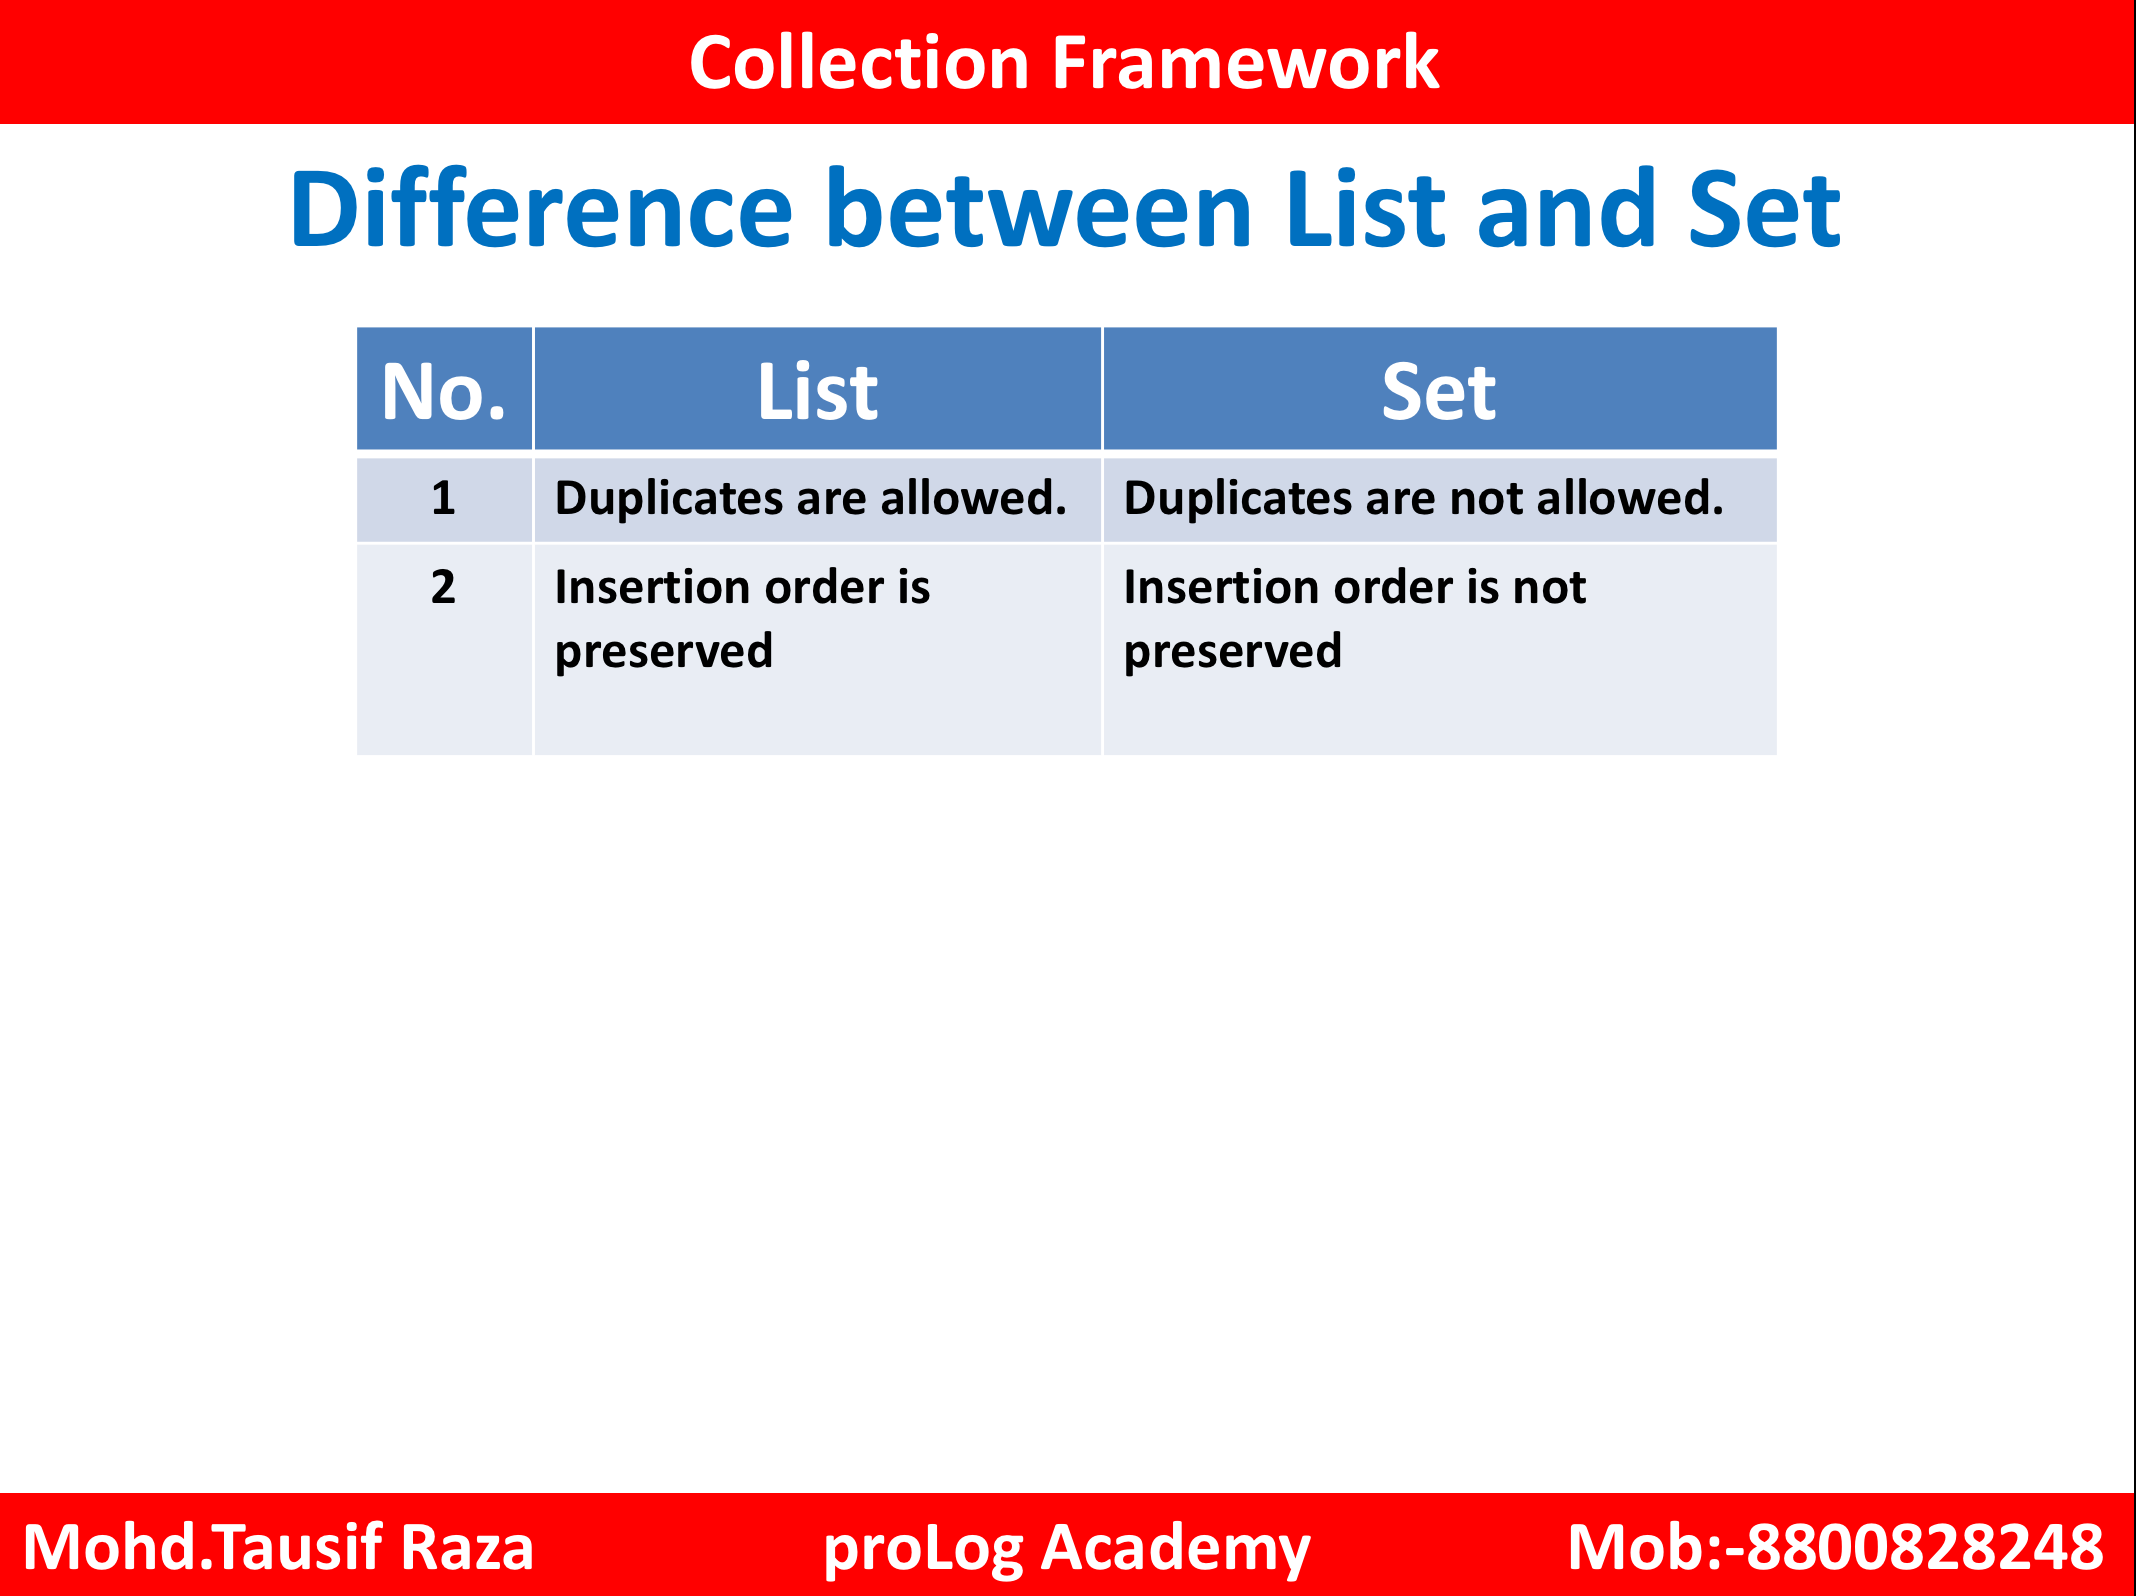 Collection Framework
Difference between List and Set
No. List Set
1 Duplicates are allowed. Duplicates are not allowed.
2 Insertion order is Insertion order is not
preserved preserved
Mohd.Tausif Raza proLog Academy Mob:-8800828248